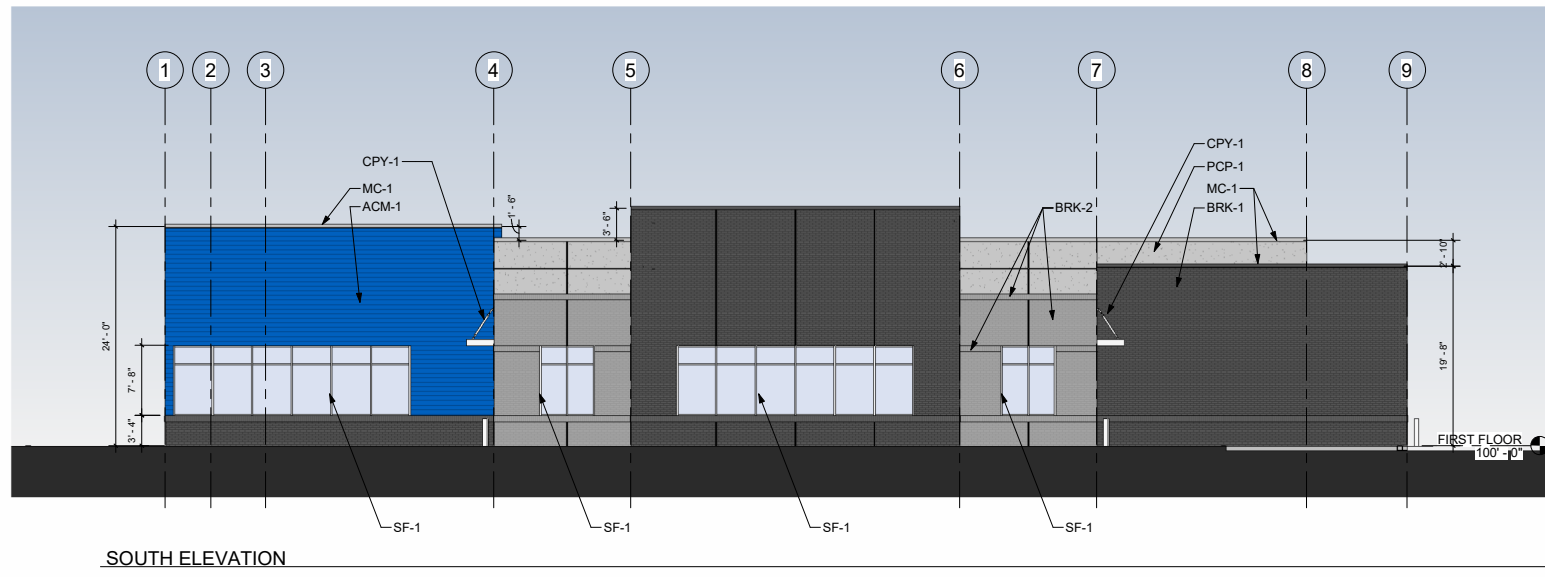 1
2
3
4
5
6
7
8
9
CPY-1
MC-1
ACM-1
1' - 6"
3' - 6"
BRK-2
CPY-1
PCP-1
MC-1
BRK-1
2' - 10"
24' - 0"
7' - 8"
3' - 4"
19' - 8"
FIRST FLOOR
100' - 0"
SF-1
SF-1
SF-1
SF-1
SOUTH ELEVATION